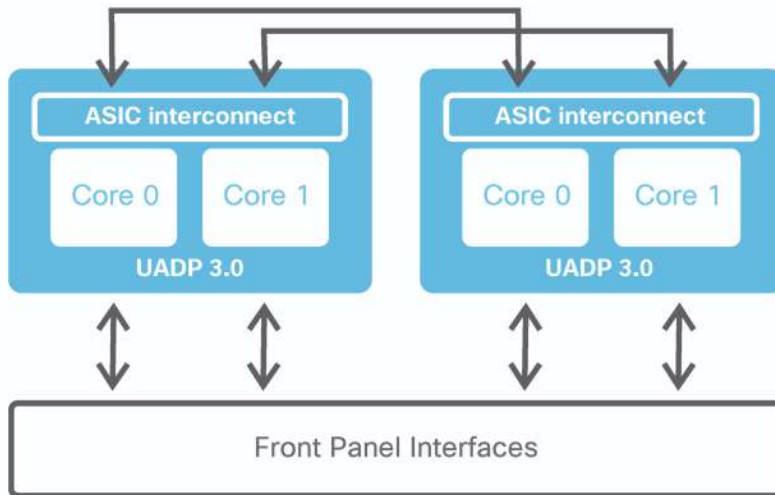 ASIC interconnect ASIC interconnect
Core 0 Core 1 Core 0 Core 1
UADP 3.0 UADP 3.0
Front Panel Interfaces